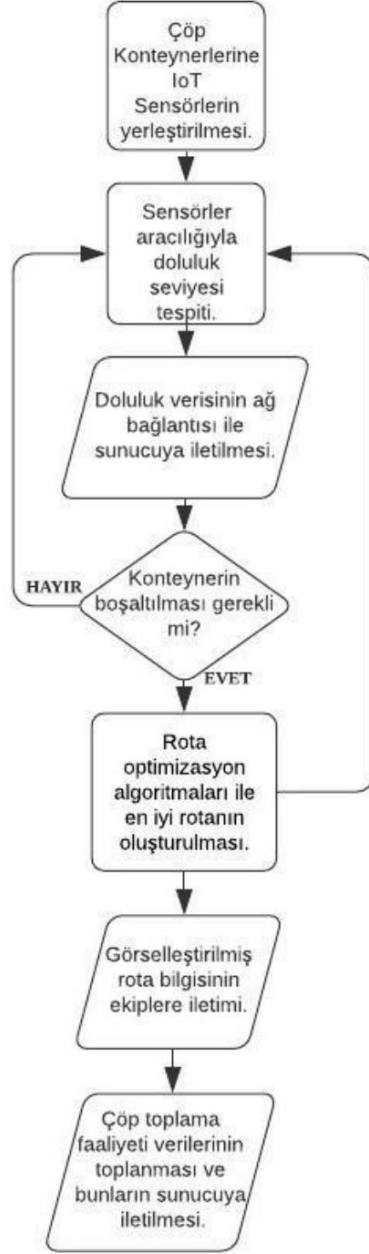 Çöp
Konteynerlerine
IoT
Sensörlerin
yerleştirilmesi.
Sensörler
aracılığıyla
doluluk
seviyesi
tespiti.
Doluluk verisinin ağ
bağlantısı ile
sunucuya iletilmesi.
HAYIR
Konteynerin
boşaltılması gerekli
mi?
EVET
Rota
optimizasyon
algoritmaları ile
en iyi rotanın
oluşturulması.
Görselleştirilmiş
rota bilgisinin
ekiplere iletimi.
Çöp toplama
faaliyeti verilerinin
toplanması ve
bunların sunucuya
iletilmesi.